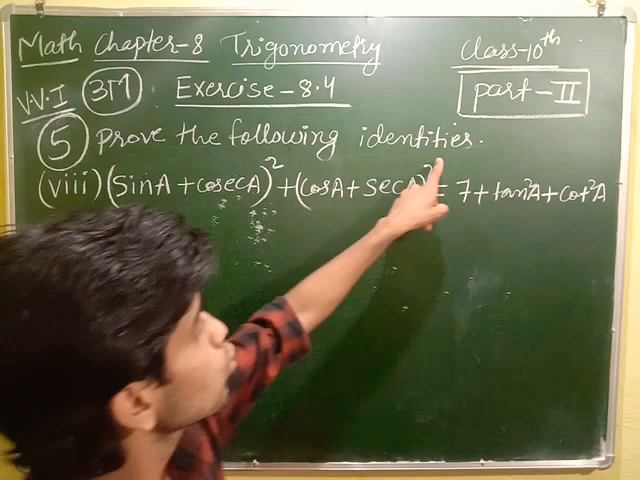 Math Chapter-8 Trigonometry Class-10th
V.V.I 3M Exercise-8.4 part-II
5 prove the following identities.
(viii) (SinA + CosecA)² + (CosA + SecA)² = 7 + tan²A + Cot²A